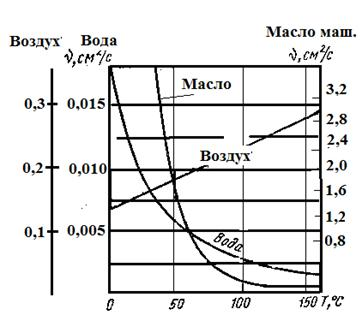 Воздух Вода Масло маш.
ν,см²/с ν,см²/с
Масло
0,3 0,015 3,2
2,8
2,4
Воздух
0,2 0,010 2,0
1,6
1,2
0,1 0,005 Вода 0,8
0 50 100 150 T,°C